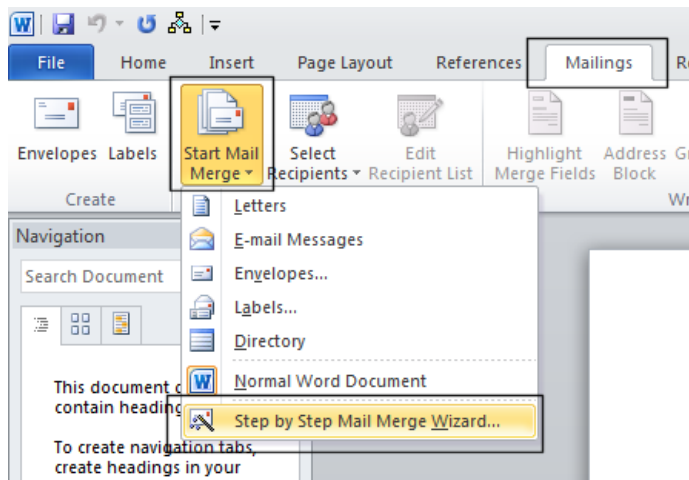 File Home Insert Page Layout References Mailings
Envelopes Labels Start Mail Merge Select Recipients Edit Recipient List Highlight Merge Fields Address Block
Create
Navigation
Search Document
This document
contain heading
To create navigation tabs,
create headings in your
Letters
E-mail Messages
Envelopes...
Labels...
Directory
Normal Word Document
Step by Step Mail Merge Wizard...